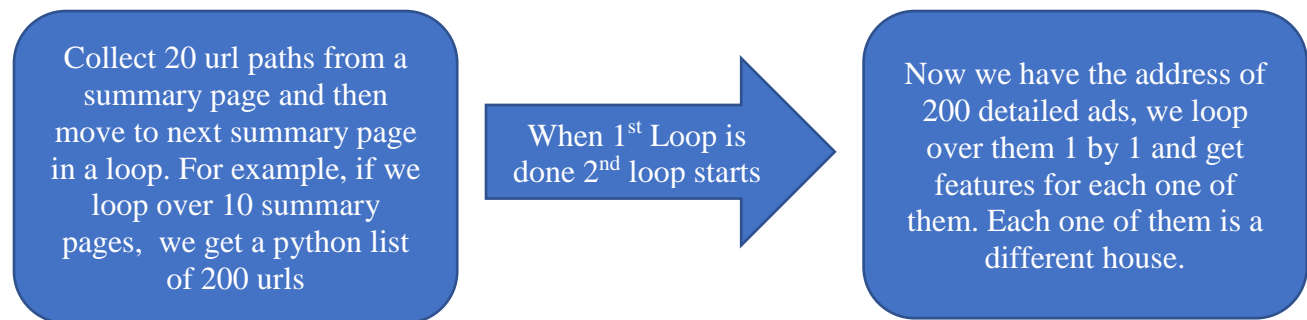 Collect 20 url paths from a
summary page and then
move to next summary page
in a loop. For example, if we
loop over 10 summary
pages,  we get a python list
of 200 urls
When 1st Loop is
done 2nd loop starts
Now we have the address of
200 detailed ads, we loop
over them 1 by 1 and get
features for each one of
them. Each one of them is a
different house.